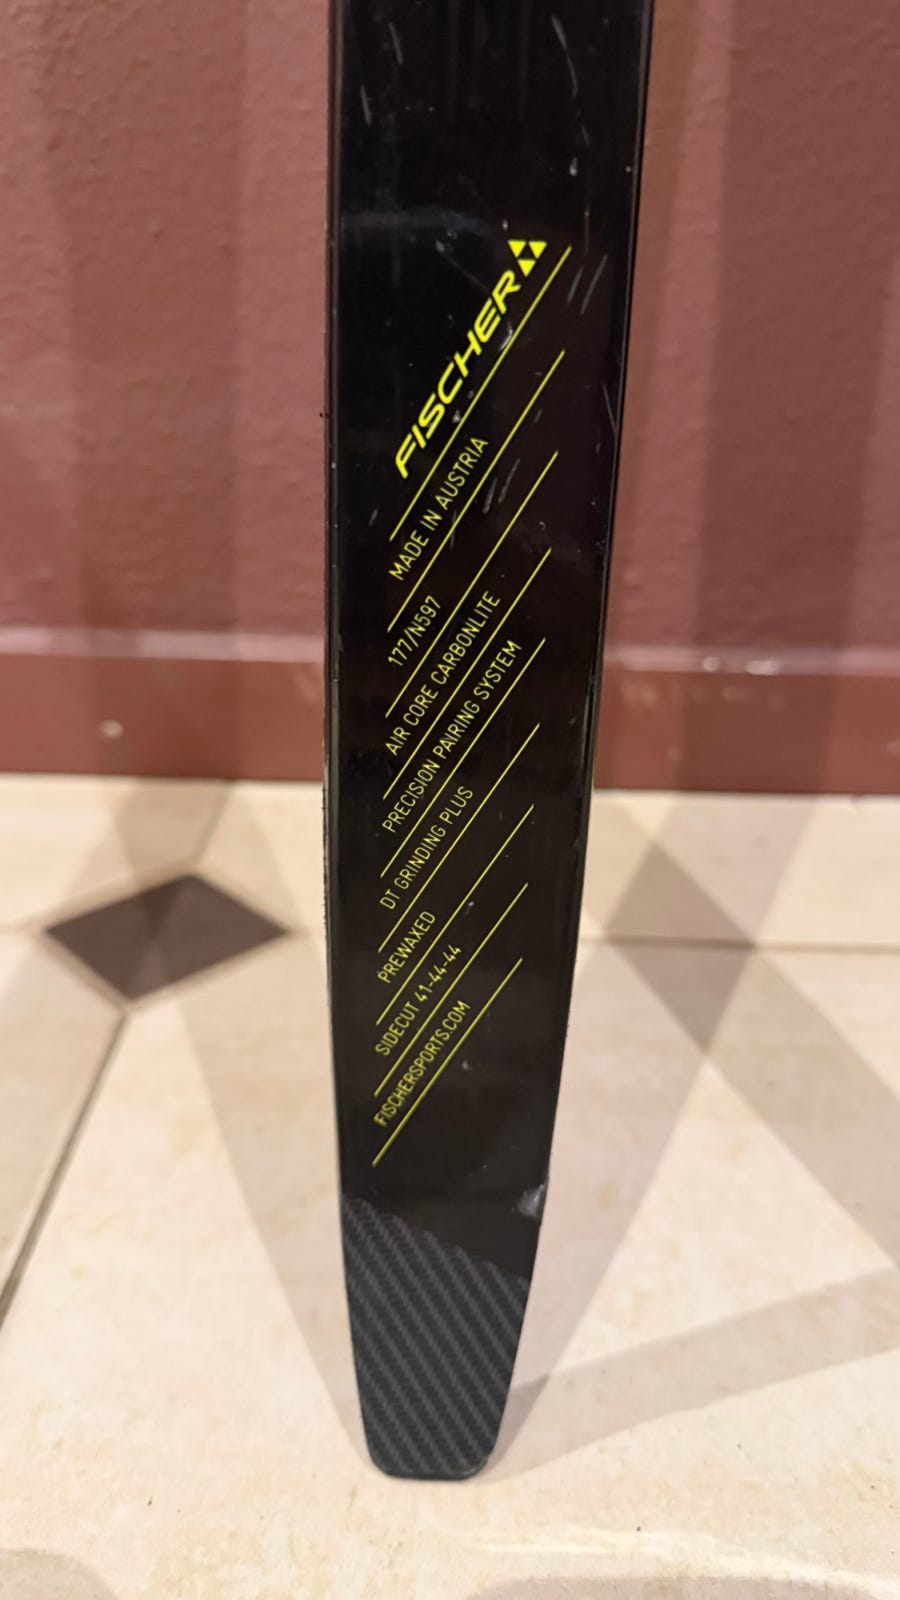 FISCHER
MADE IN AUSTRIA
177/N597
AIR CORE CARBONLITE
PRECISION PAIRING SYSTEM
DT GRINDING PLUS
PREWAXED
SIDECUT 41-44-44
FISCHERSPORTS.COM